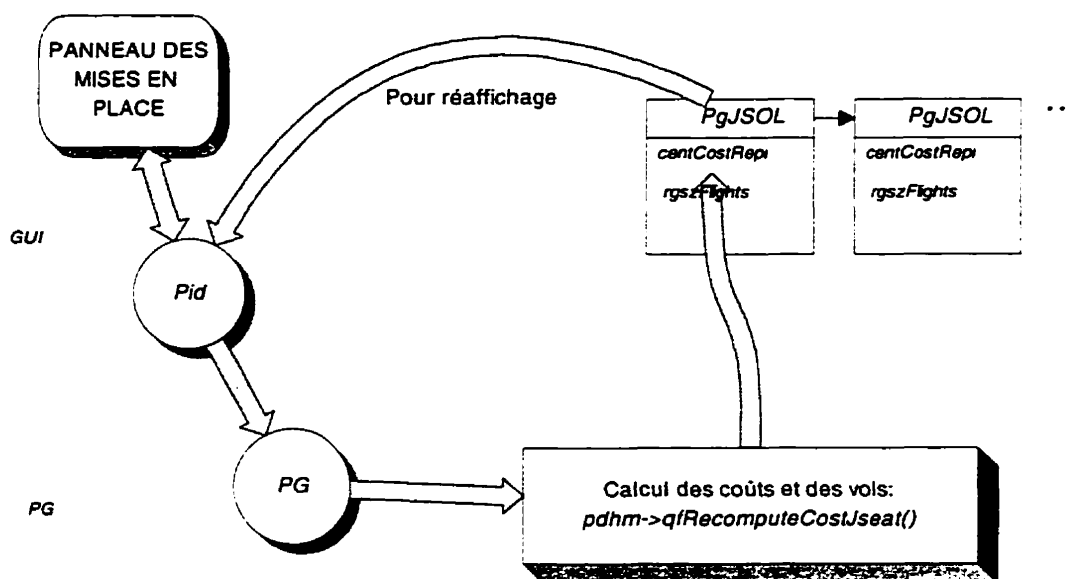 PANNEAU DES
MISES EN
PLACE
Pour réaffichage
PgJSOL
centCostRepi
rgszFlights
PgJSOL
centCostRepi
rgszFlights
..
GUI
Pid
PG
PG
Calcul des coûts et des vols:
pdhm->qfRecomputeCostJseat()